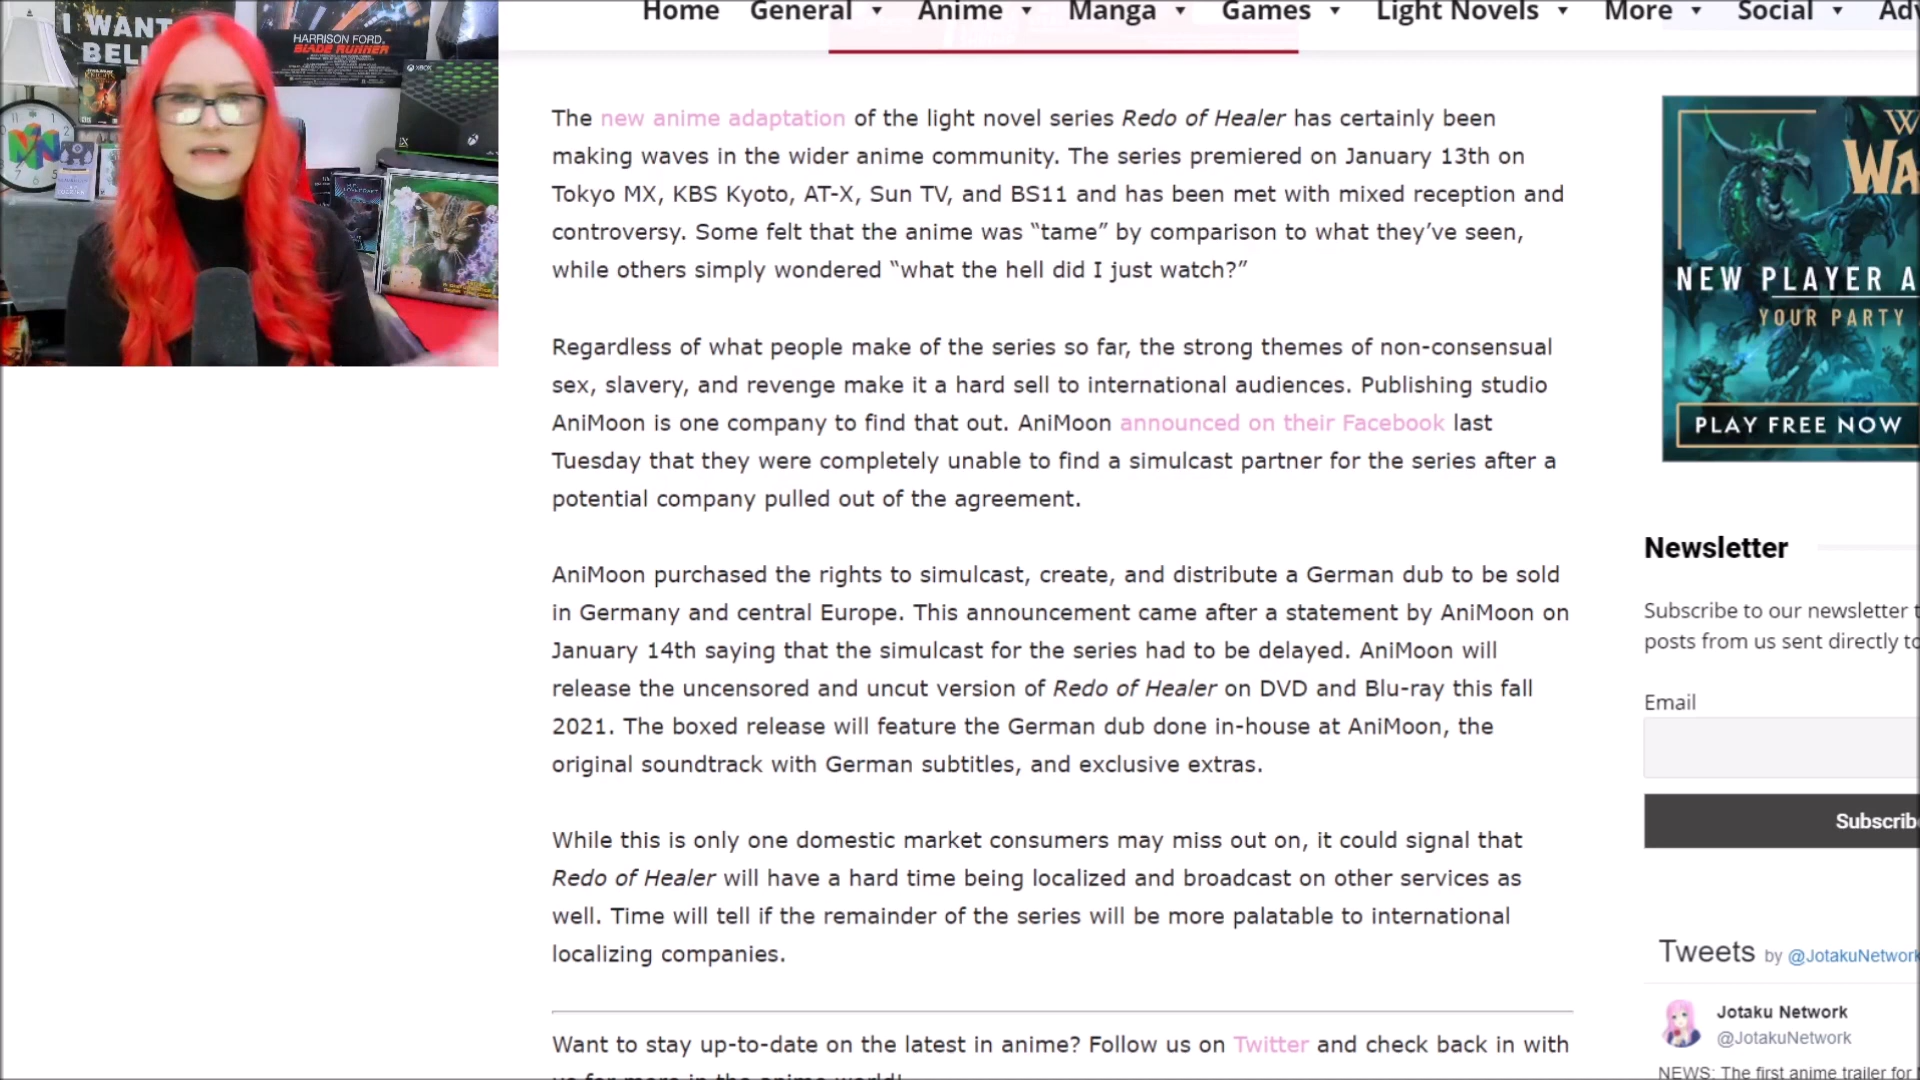 I WANT
BEL
HARRISON FORD
BLADE RUNNER
XBOX
Home General Anime Manga Games Light Novels More Social Adv
The new anime adaptation of the light novel series Redo of Healer has certainly been
making waves in the wider anime community. The series premiered on January 13th on
Tokyo MX, KBS Kyoto, AT-X, Sun TV, and BS11 and has been met with mixed reception and
controversy. Some felt that the anime was “tame” by comparison to what they’ve seen,
while others simply wondered “what the hell did I just watch?”
Regardless of what people make of the series so far, the strong themes of non-consensual
sex, slavery, and revenge make it a hard sell to international audiences. Publishing studio
AniMoon is one company to find that out. AniMoon announced on their Facebook last
Tuesday that they were completely unable to find a simulcast partner for the series after a
potential company pulled out of the agreement.
AniMoon purchased the rights to simulcast, create, and distribute a German dub to be sold
in Germany and central Europe. This announcement came after a statement by AniMoon on
January 14th saying that the simulcast for the series had to be delayed. AniMoon will
release the uncensored and uncut version of Redo of Healer on DVD and Blu-ray this fall
2021. The boxed release will feature the German dub done in-house at AniMoon, the
original soundtrack with German subtitles, and exclusive extras.
While this is only one domestic market consumers may miss out on, it could signal that
Redo of Healer will have a hard time being localized and broadcast on other services as
well. Time will tell if the remainder of the series will be more palatable to international
localizing companies.
Want to stay up-to-date on the latest in anime? Follow us on Twitter and check back in with
us for more in the anime world!
W
WA
NEW PLAYER A
YOUR PARTY
PLAY FREE NOW
Newsletter
Subscribe to our newsletter t
posts from us sent directly to
Email
Subscrib
Tweets by @JotakuNetwork
Jotaku Network
@JotakuNetwork
NEWS: The first anime trailer for